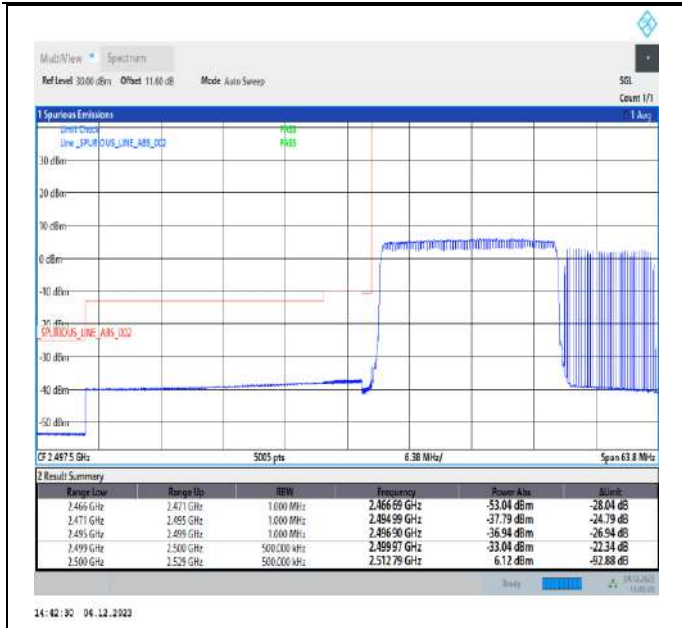 MultiView Spectrum
Ref Level 30.00 dBm Offset 11.60 dB Mode Auto Sweep SGL
Count 1/1
1 Spurious Emissions 1 Avg
Limit Check PASS
Line _SPURIOUS_LINE_ABS_002 PASS
30 dBm
20 dBm
10 dBm
0 dBm
-10 dBm
-20 dBm
_SPURIOUS_LINE_ABS_002
-30 dBm
-40 dBm
-50 dBm
CF 2.4975 GHz 5005 pts 6.38 MHz/ Span 63.8 MHz
2 Result Summary
Range Low Range Up RBW Frequency Power Abs ΔLimit
2.466 GHz 2.471 GHz 1.000 MHz 2.46669 GHz -53.04 dBm -28.04 dB
2.471 GHz 2.495 GHz 1.000 MHz 2.49499 GHz -37.79 dBm -24.79 dB
2.495 GHz 2.499 GHz 1.000 MHz 2.49690 GHz -36.94 dBm -26.94 dB
2.499 GHz 2.500 GHz 500.000 kHz 2.49997 GHz -33.04 dBm -22.34 dB
2.500 GHz 2.529 GHz 500.000 kHz 2.51279 GHz 6.12 dBm -92.88 dB
Ready
14:42:30 04.12.2023